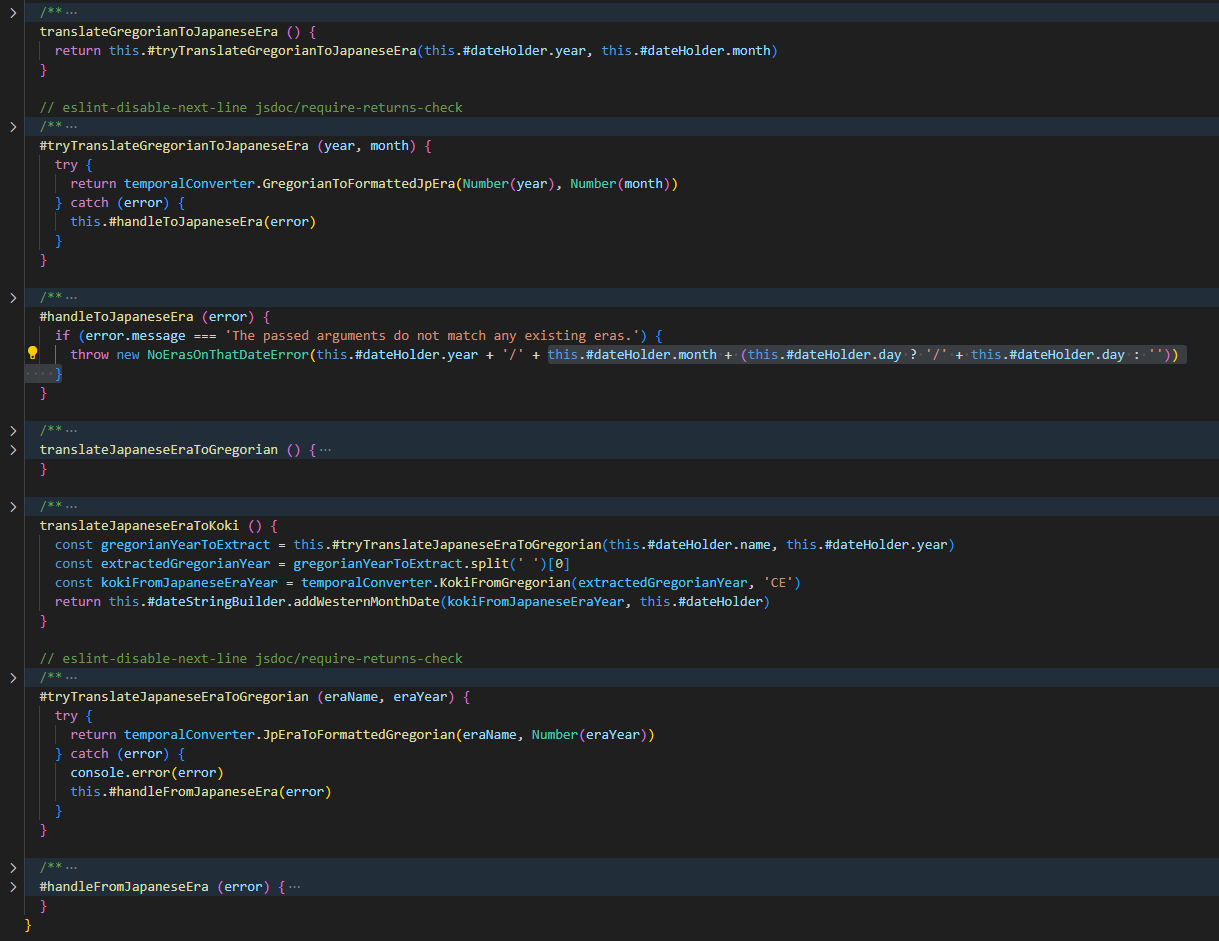 /** ...
translateGregorianToJapaneseEra () {
return this.#tryTranslateGregorianToJapaneseEra(this.#dateHolder.year, this.#dateHolder.month)
}
// eslint-disable-next-line jsdoc/require-returns-check
/** ...
#tryTranslateGregorianToJapaneseEra (year, month) {
try {
return temporalConverter.GregorianToFormattedJpEra(Number(year), Number(month))
} catch (error) {
this.#handleToJapaneseEra(error)
}
}
/** ...
#handleToJapaneseEra (error) {
if (error.message === 'The passed arguments do not match any existing eras.') {
throw new NoErasOnThatDateError(this.#dateHolder.year + '/' + this.#dateHolder.month + (this.#dateHolder.day ? '/' + this.#dateHolder.day : ''))
}
}
/** ...
translateJapaneseEraToGregorian () { ...
}
/** ...
translateJapaneseEraToKoki () {
const gregorianYearToExtract = this.#tryTranslateJapaneseEraToGregorian(this.#dateHolder.name, this.#dateHolder.year)
const extractedGregorianYear = gregorianYearToExtract.split(' ')[0]
const kokiFromJapaneseEraYear = temporalConverter.KokiFromGregorian(extractedGregorianYear, 'CE')
return this.#dateStringBuilder.addWesternMonthDate(kokiFromJapaneseEraYear, this.#dateHolder)
}
// eslint-disable-next-line jsdoc/require-returns-check
/** ...
#tryTranslateJapaneseEraToGregorian (eraName, eraYear) {
try {
return temporalConverter.JpEraToFormattedGregorian(eraName, Number(eraYear))
} catch (error) {
console.error(error)
this.#handleFromJapaneseEra(error)
}
}
/** ...
#handleFromJapaneseEra (error) { ...
}
}